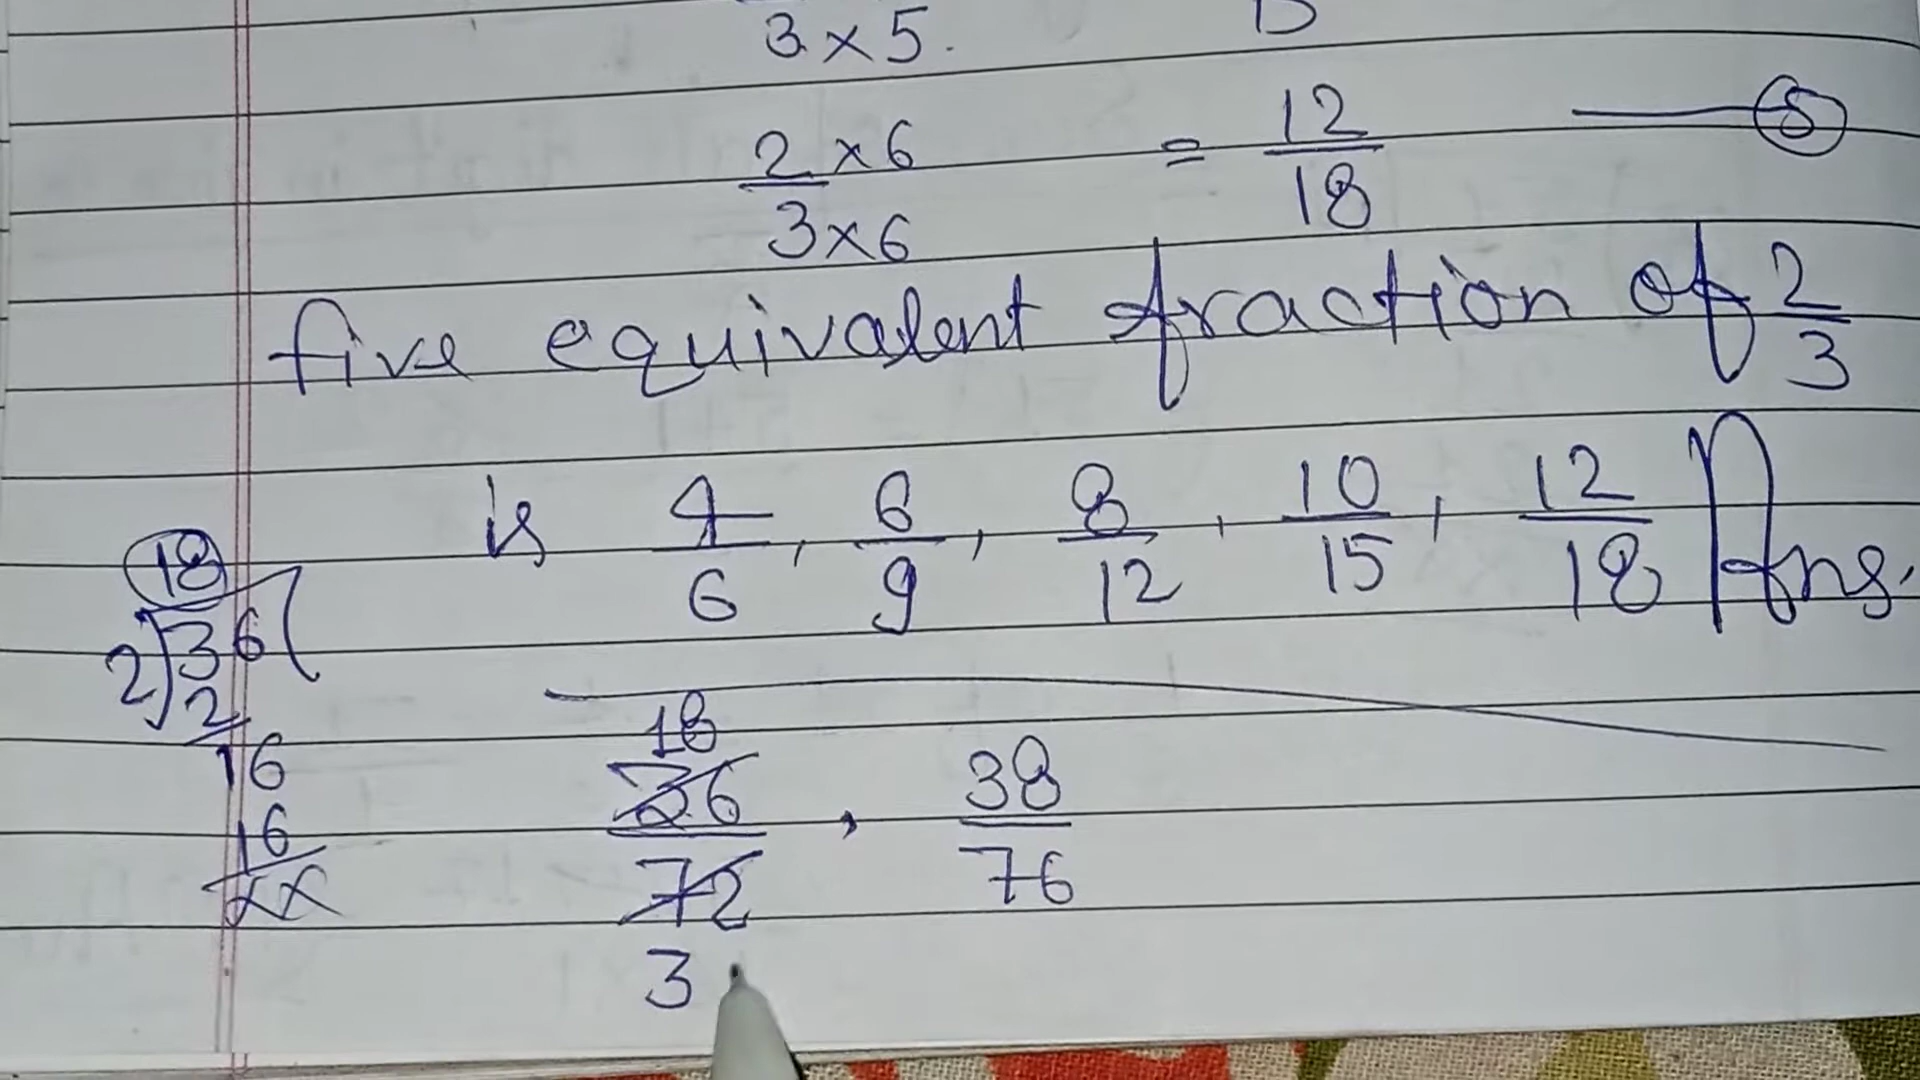 3 × 5
2 × 6 = 12 ⑤
3 × 6 18
five equivalent fraction of 2/3
is 4/6, 6/9, 8/12, 10/15, 12/18 Ans.
18
2)36(
2
16
16
xx
18
36/72, 38/76
3